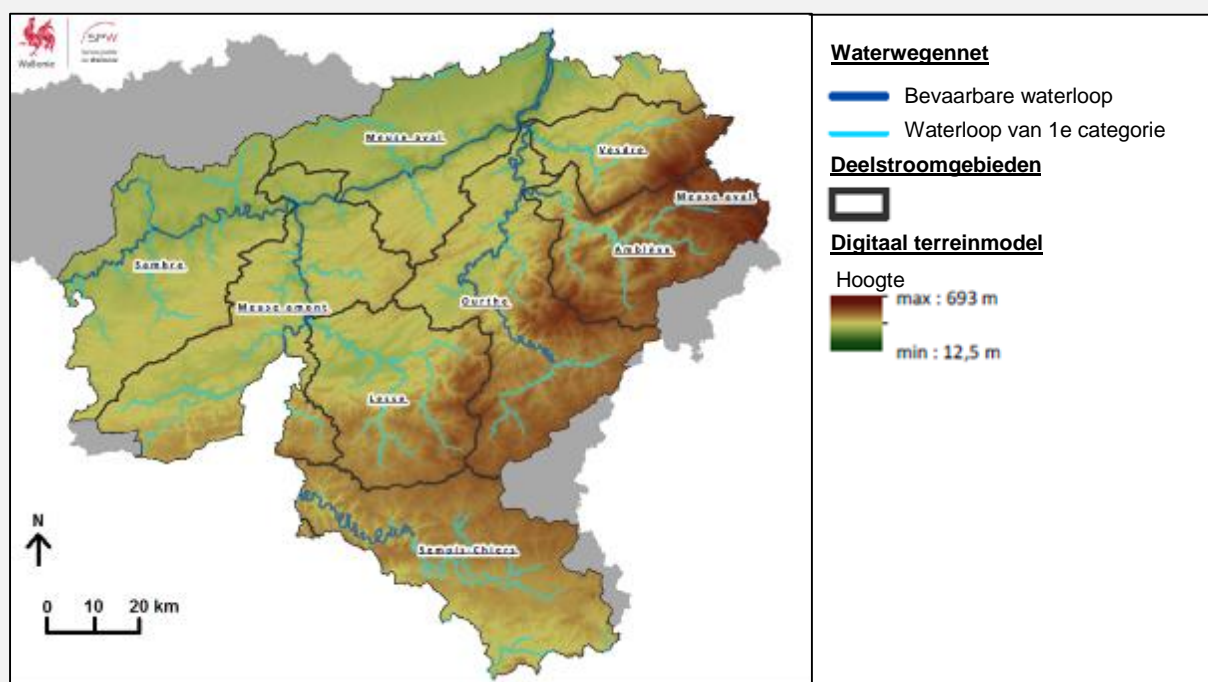 Wallonie
SPW
Waterwegennet
Bevaarbare waterloop
Waterloop van 1e categorie
Deelstroomgebieden
Digitaal terreinmodel
Hoogte
max : 693 m
min : 12,5 m
Meuse aval
Vesdre
Meuse aval
Amblève
Sambre
Ourthe
Meuse amont
Lesse
Semois-Chiers
N
0 10 20 km